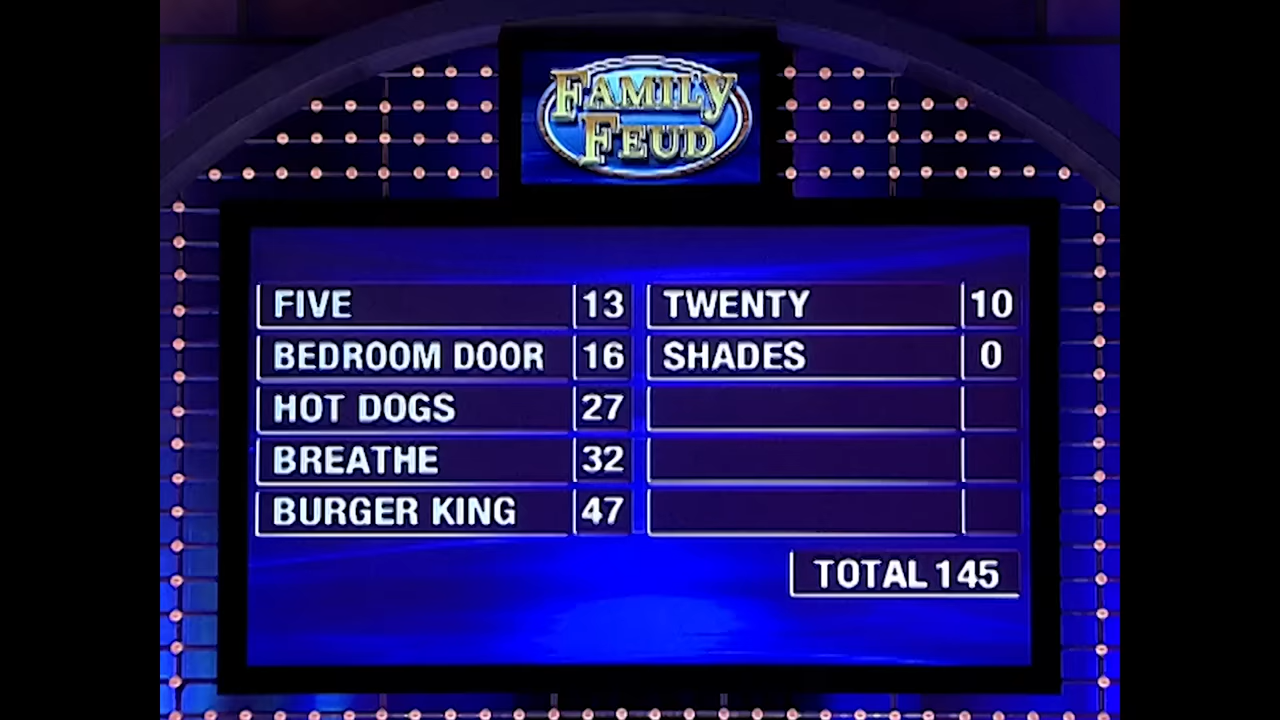 FAMILY
FEUD
FIVE 13 TWENTY 10
BEDROOM DOOR 16 SHADES 0
HOT DOGS 27
BREATHE 32
BURGER KING 47
TOTAL 145